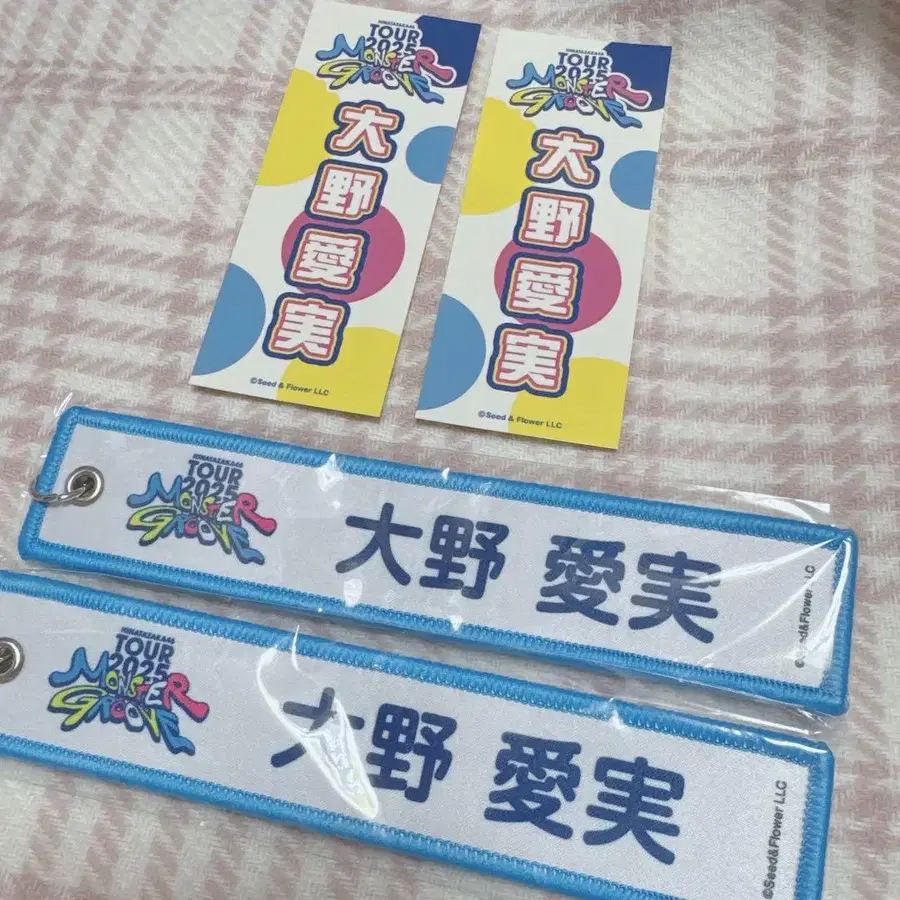 HINATAZAKA46
TOUR
2025
MONSTER
GROOVE
大野愛実
©Seed & Flower LLC
HINATAZAKA46
TOUR
2025
MONSTER
GROOVE
大野愛実
©Seed & Flower LLC
HINATAZAKA46
TOUR
2025
MONSTER
GROOVE
大野 愛実
©Seed&Flower LLC
HINATAZAKA46
TOUR
2025
MONSTER
GROOVE
大野 愛実
©Seed&Flower LLC